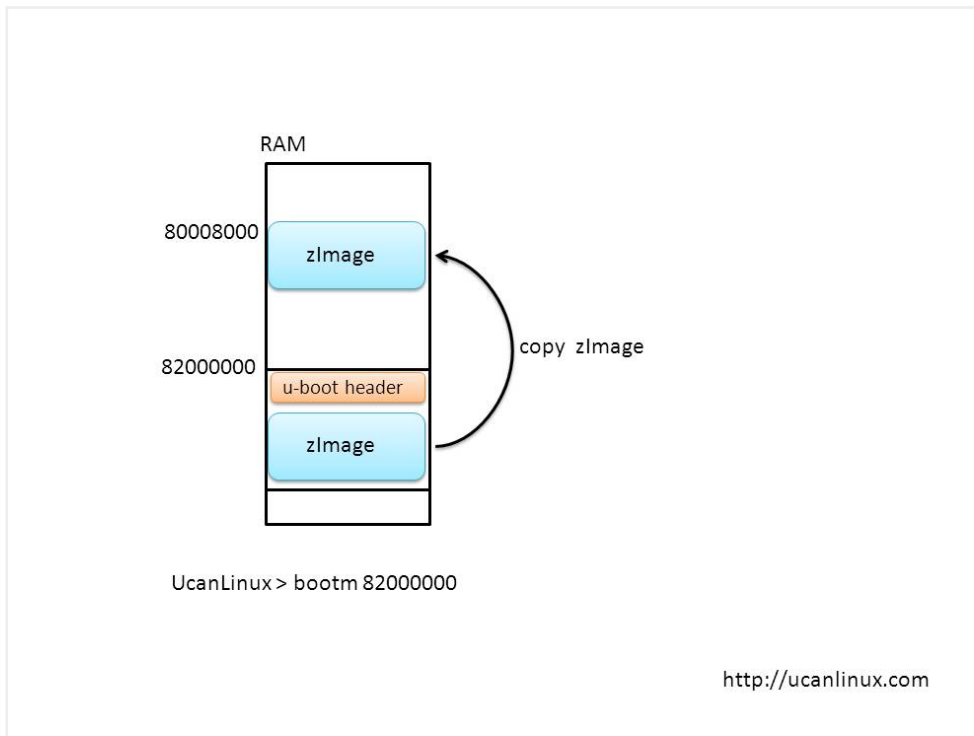 RAM
80008000
zImage
copy zImage
82000000
u-boot header
zImage
UcanLinux > bootm 82000000
http://ucanlinux.com